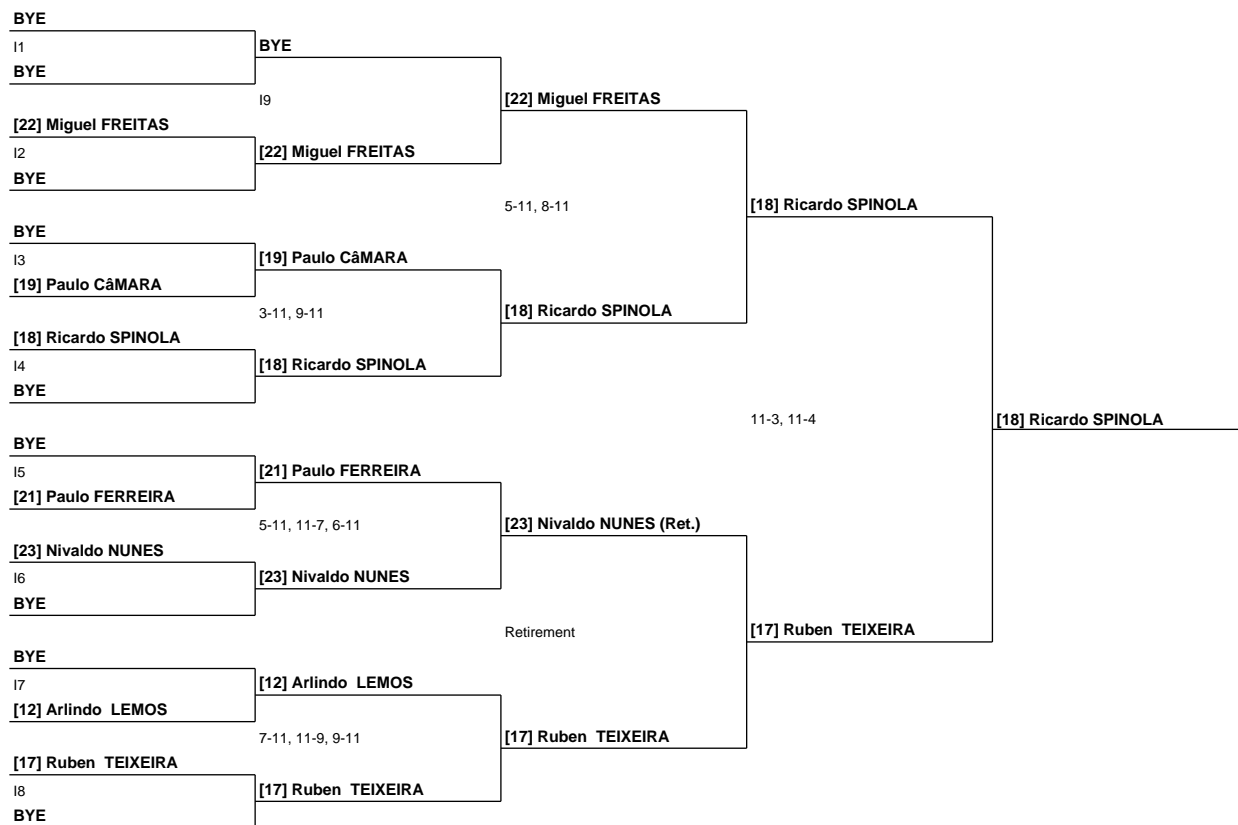 BYE
I1
BYE
BYE
I9
[22] Miguel FREITAS
[22] Miguel FREITAS
I2
[22] Miguel FREITAS
BYE
5-11, 8-11
[18] Ricardo SPINOLA
BYE
I3
[19] Paulo CâMARA
[19] Paulo CâMARA
3-11, 9-11
[18] Ricardo SPINOLA
[18] Ricardo SPINOLA
I4
[18] Ricardo SPINOLA
BYE
11-3, 11-4
[18] Ricardo SPINOLA
BYE
I5
[21] Paulo FERREIRA
[21] Paulo FERREIRA
5-11, 11-7, 6-11
[23] Nivaldo NUNES (Ret.)
[23] Nivaldo NUNES
I6
[23] Nivaldo NUNES
BYE
Retirement
[17] Ruben TEIXEIRA
BYE
I7
[12] Arlindo LEMOS
[12] Arlindo LEMOS
7-11, 11-9, 9-11
[17] Ruben TEIXEIRA
[17] Ruben TEIXEIRA
I8
[17] Ruben TEIXEIRA
BYE